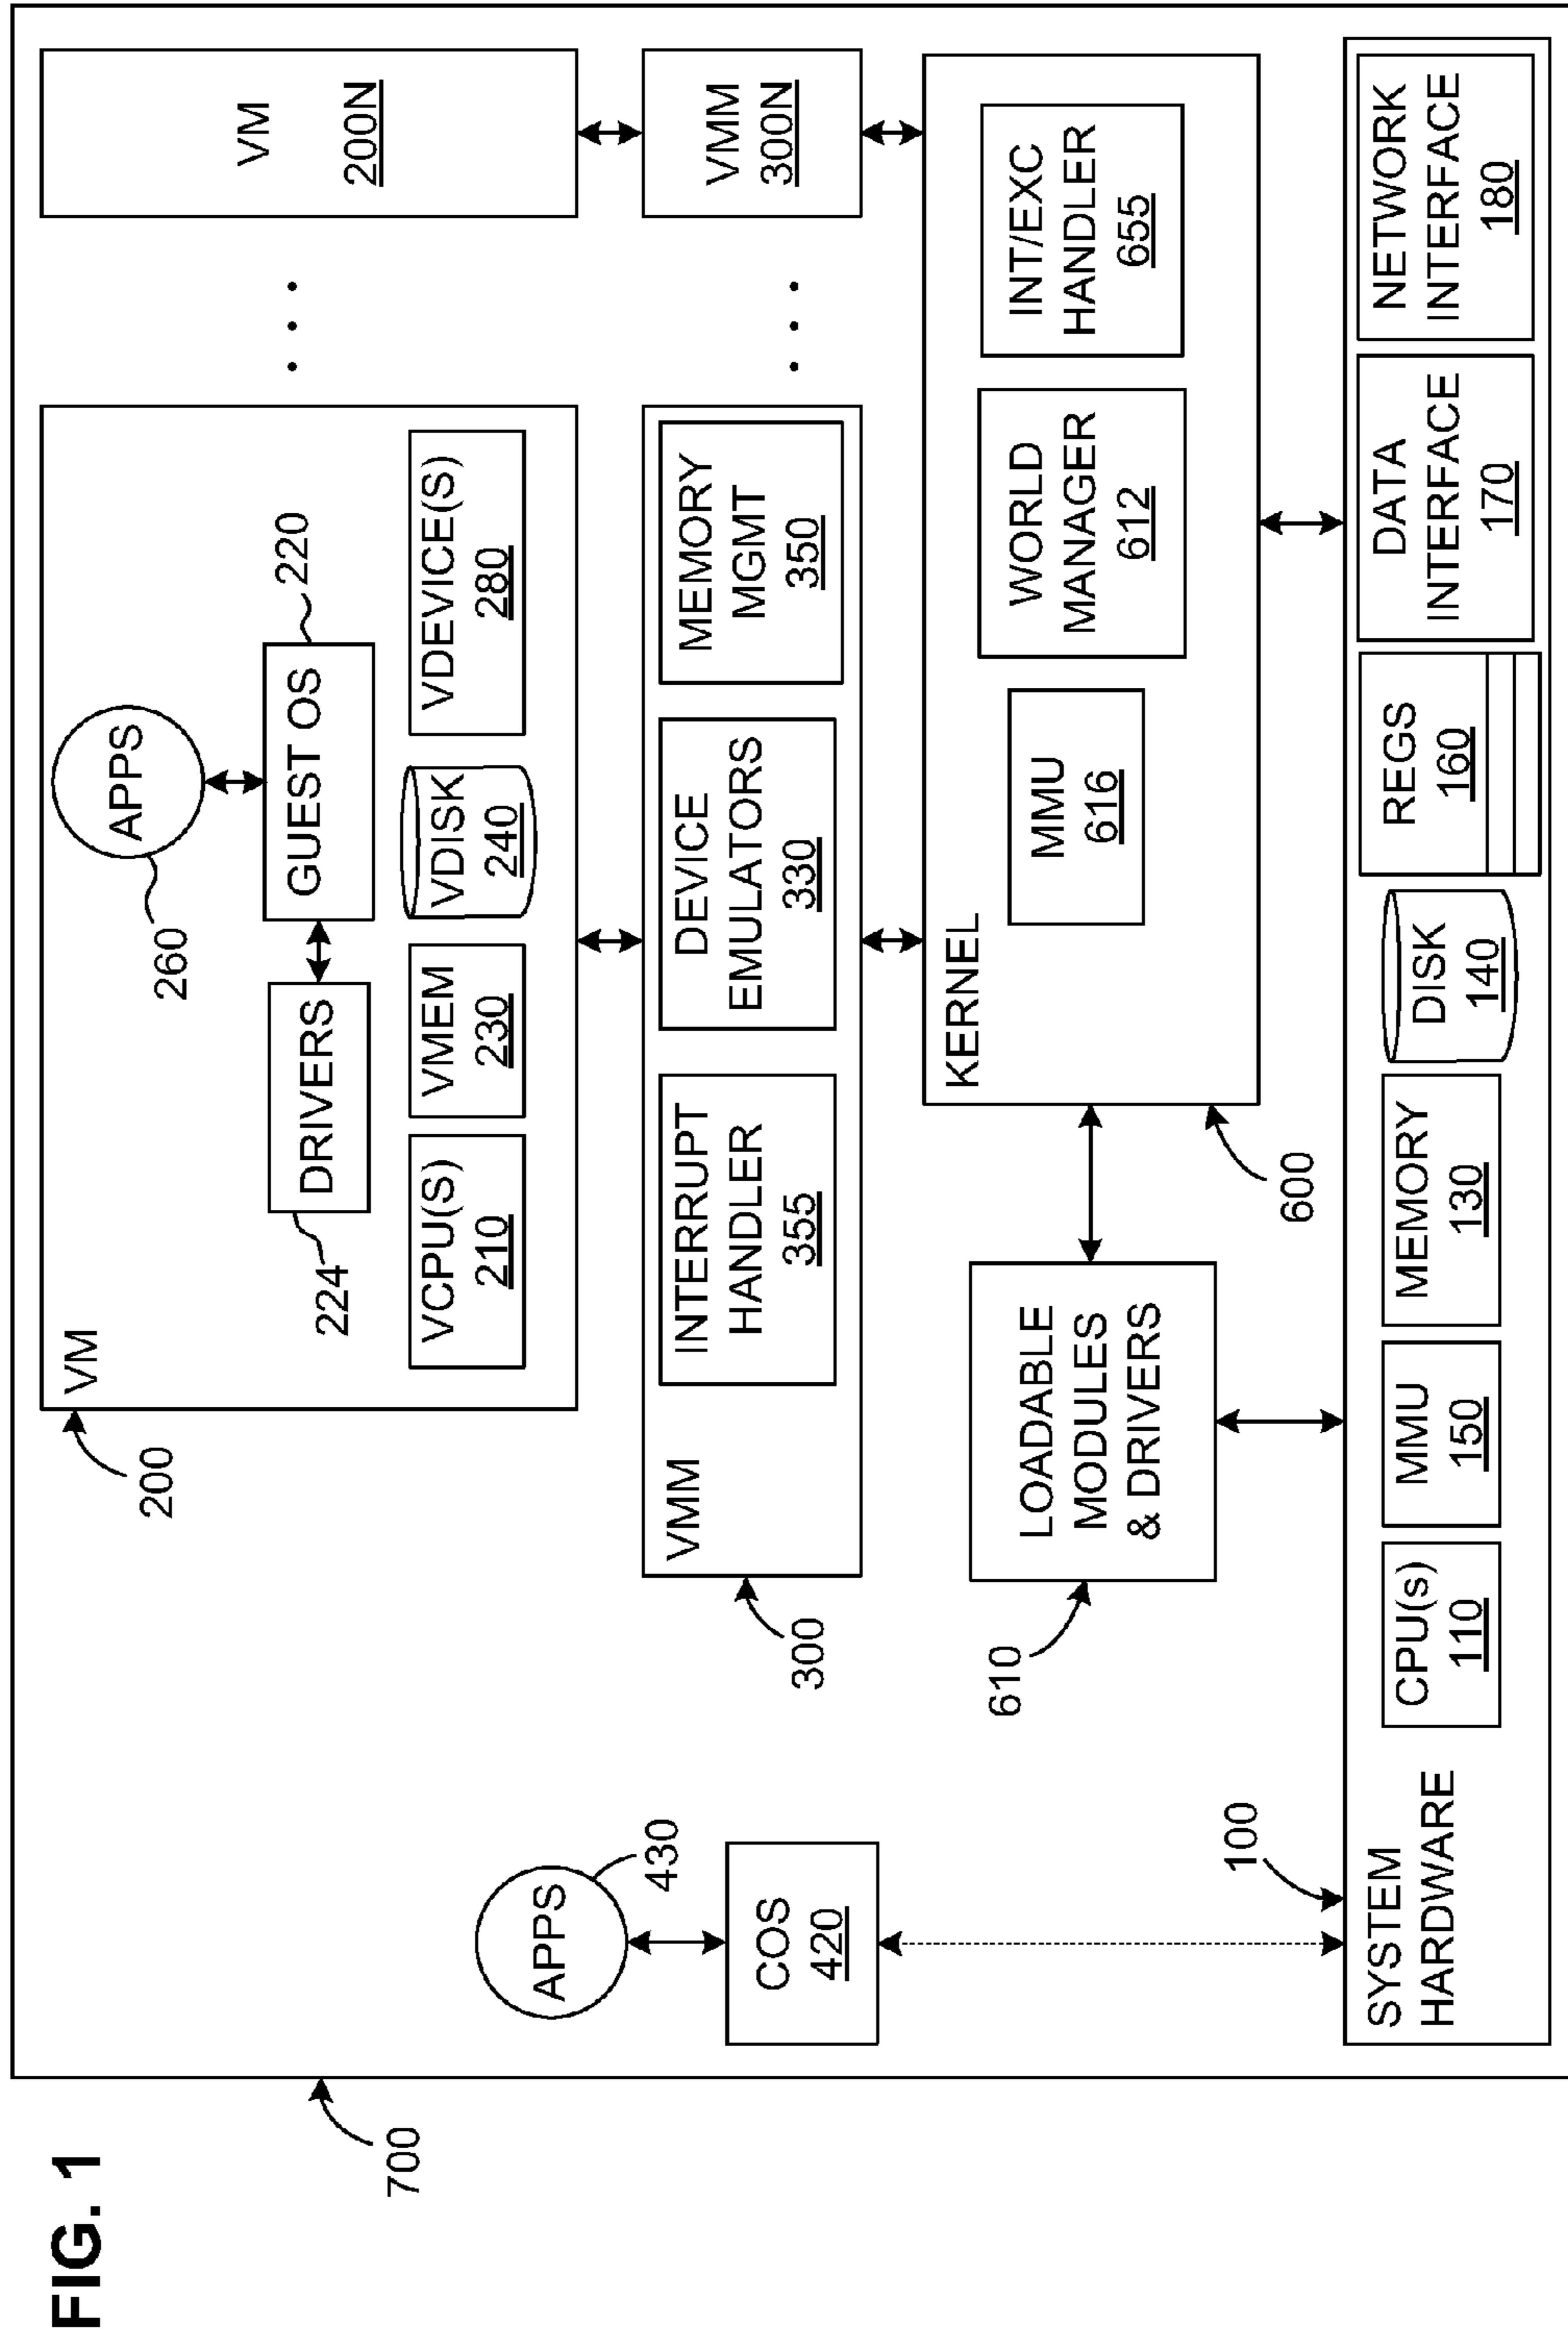 FIG. 1
700
200
VM
APPS
260
GUEST OS
220
DRIVERS
224
VCPU(S)
210
VMEM
230
VDISK
240
VDEVICE(S)
280
VM
200N
APPS
430
COS
420
300
VMM
INTERRUPT
HANDLER
355
DEVICE
EMULATORS
330
MEMORY
MGMT
350
VMM
300N
610
LOADABLE
MODULES
& DRIVERS
600
KERNEL
MMU
616
WORLD
MANAGER
612
INT/EXC
HANDLER
655
100
SYSTEM
HARDWARE
CPU(s)
110
MMU
150
MEMORY
130
DISK
140
REGS
160
DATA
INTERFACE
170
NETWORK
INTERFACE
180